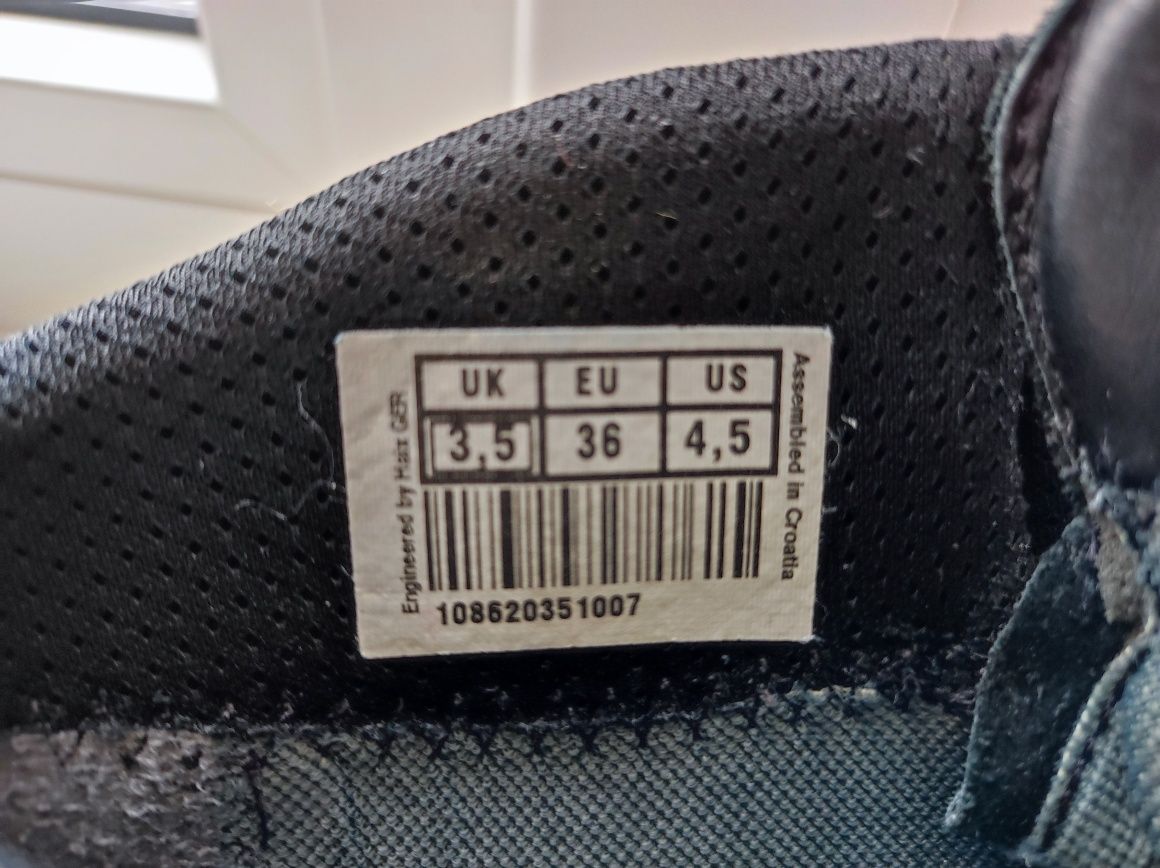 UK EU US
3,5 36 4,5
108620351007
Engineered by Haix GER
Assembled in Croatia